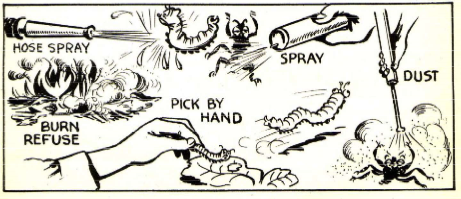 HOSE SPRAY
SPRAY
DUST
BURN
REFUSE
PICK BY
HAND